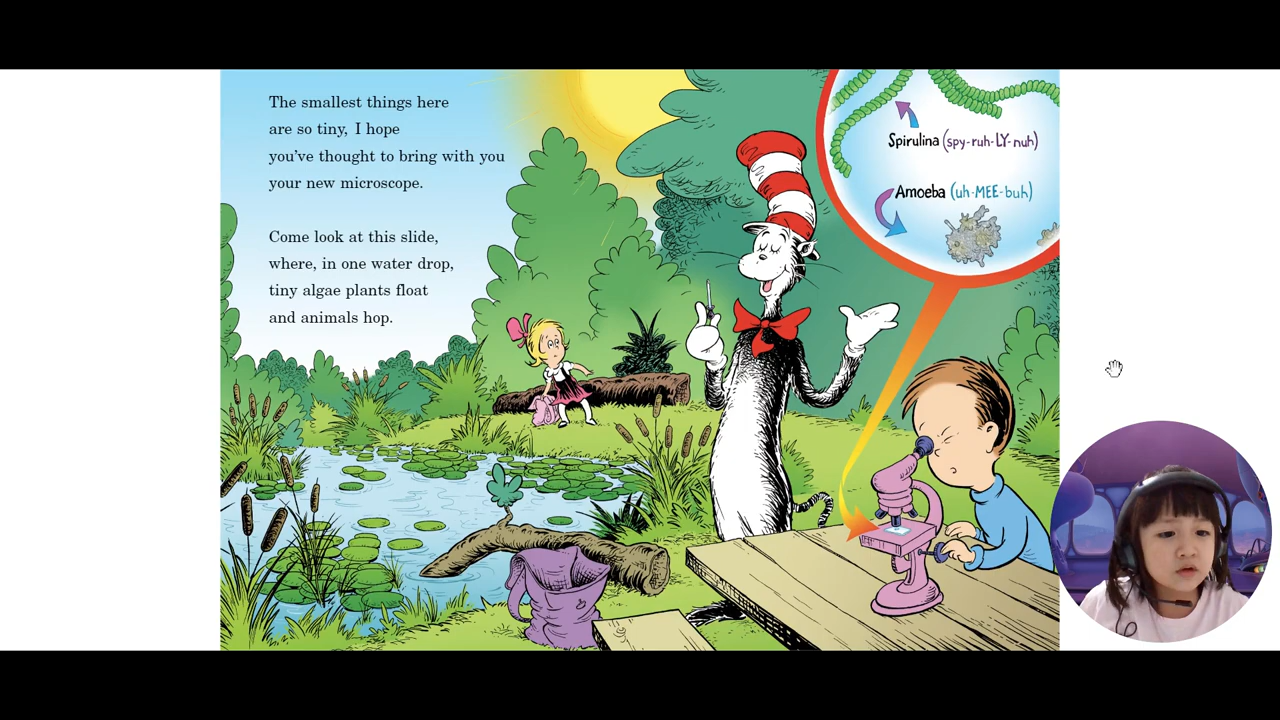 The smallest things here
are so tiny, I hope
you've thought to bring with you
your new microscope.
Come look at this slide,
where, in one water drop,
tiny algae plants float
and animals hop.
Spirulina (spy-ruh-LY-nuh)
Amoeba (uh-MEE-buh)